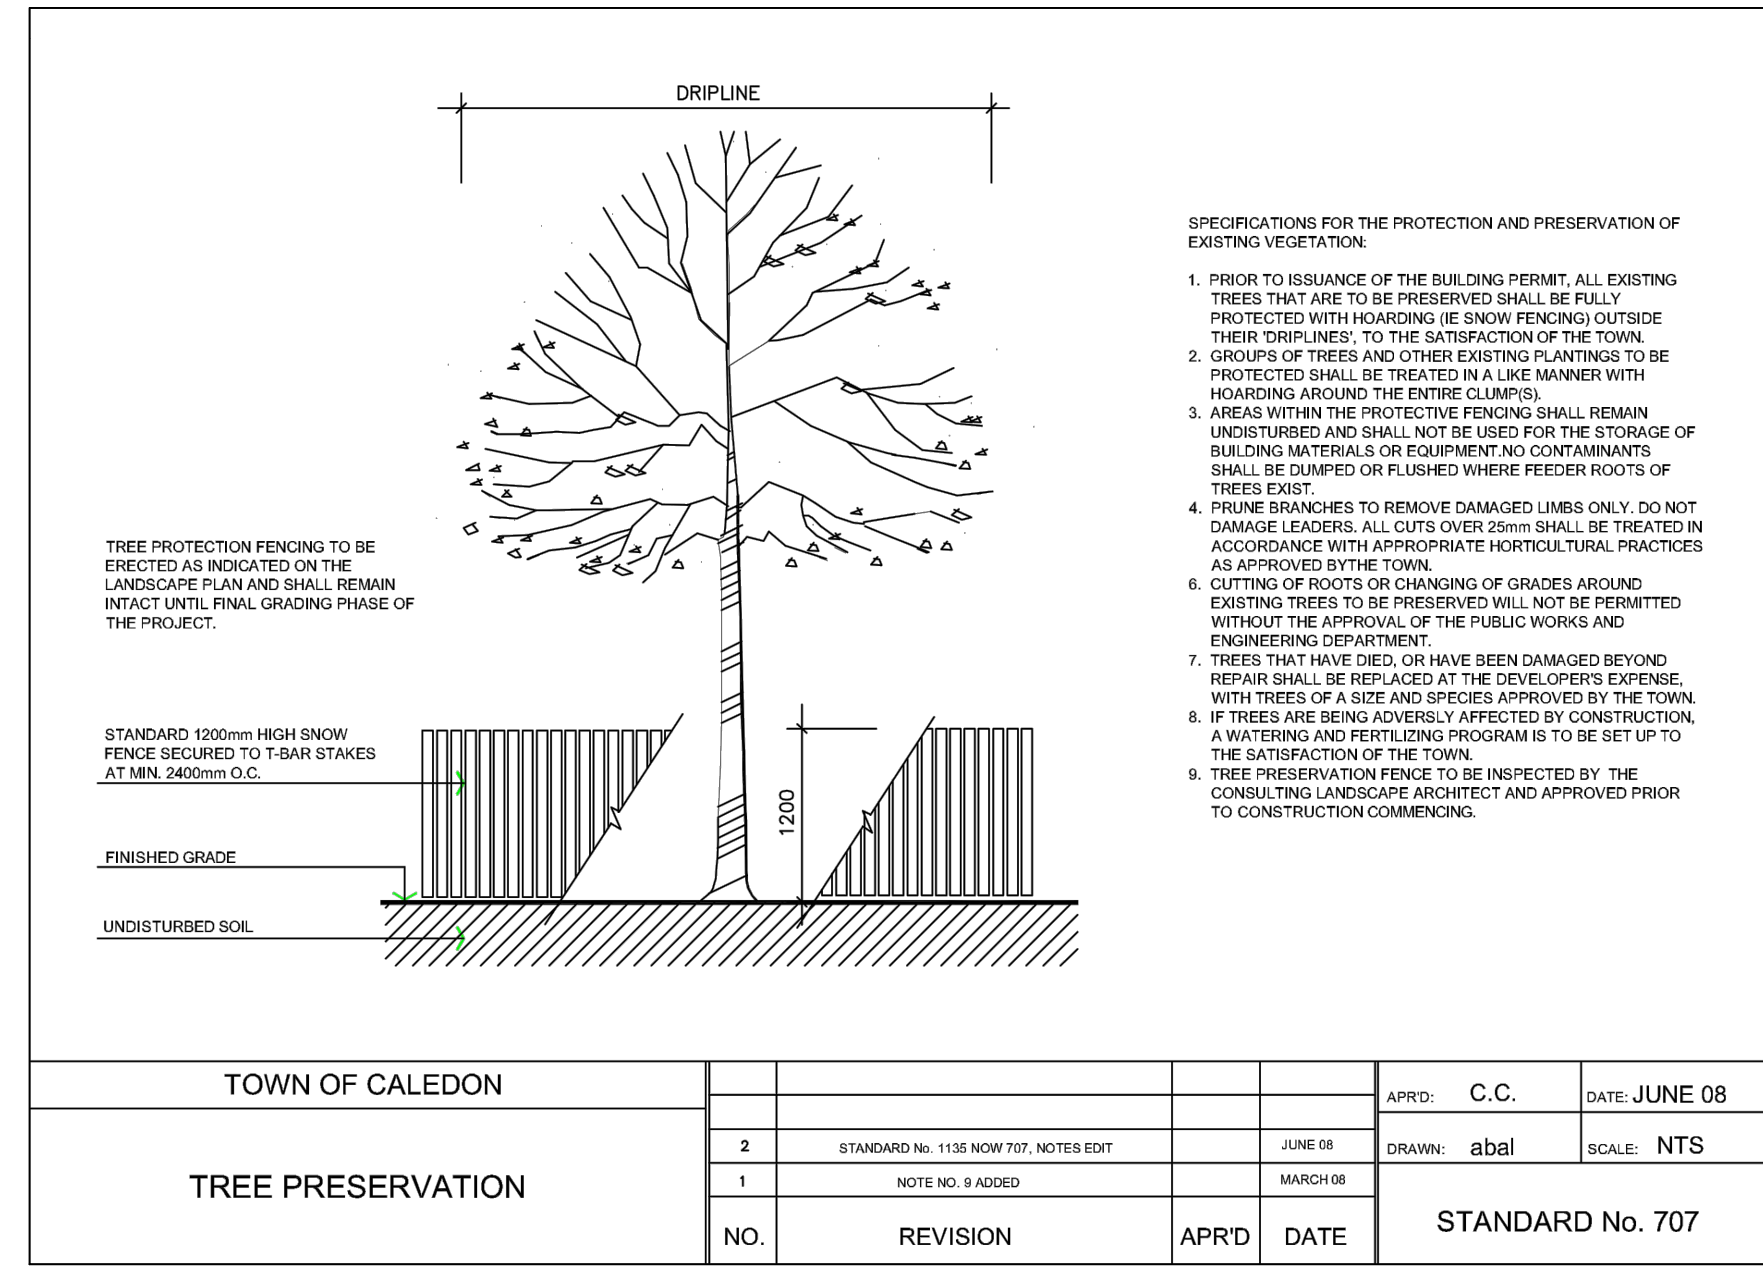 DRIPLINE
SPECIFICATIONS FOR THE PROTECTION AND PRESERVATION OF
EXISTING VEGETATION:
1. PRIOR TO ISSUANCE OF THE BUILDING PERMIT, ALL EXISTING
TREES THAT ARE TO BE PRESERVED SHALL BE FULLY
PROTECTED WITH HOARDING (IE SNOW FENCING) OUTSIDE
THEIR 'DRIPLINES', TO THE SATISFACTION OF THE TOWN.
2. GROUPS OF TREES AND OTHER EXISTING PLANTINGS TO BE
PROTECTED SHALL BE TREATED IN A LIKE MANNER WITH
HOARDING AROUND THE ENTIRE CLUMP(S).
3. AREAS WITHIN THE PROTECTIVE FENCING SHALL REMAIN
UNDISTURBED AND SHALL NOT BE USED FOR THE STORAGE OF
BUILDING MATERIALS OR EQUIPMENT.NO CONTAMINANTS
SHALL BE DUMPED OR FLUSHED WHERE FEEDER ROOTS OF
TREES EXIST.
4. PRUNE BRANCHES TO REMOVE DAMAGED LIMBS ONLY. DO NOT
DAMAGE LEADERS. ALL CUTS OVER 25mm SHALL BE TREATED IN
ACCORDANCE WITH APPROPRIATE HORTICULTURAL PRACTICES
AS APPROVED BYTHE TOWN.
6. CUTTING OF ROOTS OR CHANGING OF GRADES AROUND
EXISTING TREES TO BE PRESERVED WILL NOT BE PERMITTED
WITHOUT THE APPROVAL OF THE PUBLIC WORKS AND
ENGINEERING DEPARTMENT.
7. TREES THAT HAVE DIED, OR HAVE BEEN DAMAGED BEYOND
REPAIR SHALL BE REPLACED AT THE DEVELOPER'S EXPENSE,
WITH TREES OF A SIZE AND SPECIES APPROVED BY THE TOWN.
8. IF TREES ARE BEING ADVERSLY AFFECTED BY CONSTRUCTION,
A WATERING AND FERTILIZING PROGRAM IS TO BE SET UP TO
THE SATISFACTION OF THE TOWN.
9. TREE PRESERVATION FENCE TO BE INSPECTED BY THE
CONSULTING LANDSCAPE ARCHITECT AND APPROVED PRIOR
TO CONSTRUCTION COMMENCING.
TREE PROTECTION FENCING TO BE
ERECTED AS INDICATED ON THE
LANDSCAPE PLAN AND SHALL REMAIN
INTACT UNTIL FINAL GRADING PHASE OF
THE PROJECT.
STANDARD 1200mm HIGH SNOW
FENCE SECURED TO T-BAR STAKES
AT MIN. 2400mm O.C.
1200
FINISHED GRADE
UNDISTURBED SOIL
TOWN OF CALEDON
TREE PRESERVATION
2 STANDARD No. 1135 NOW 707, NOTES EDIT JUNE 08
1 NOTE NO. 9 ADDED MARCH 08
NO. REVISION APR'D DATE
APR'D: C.C. DATE: JUNE 08
DRAWN: abal SCALE: NTS
STANDARD No. 707